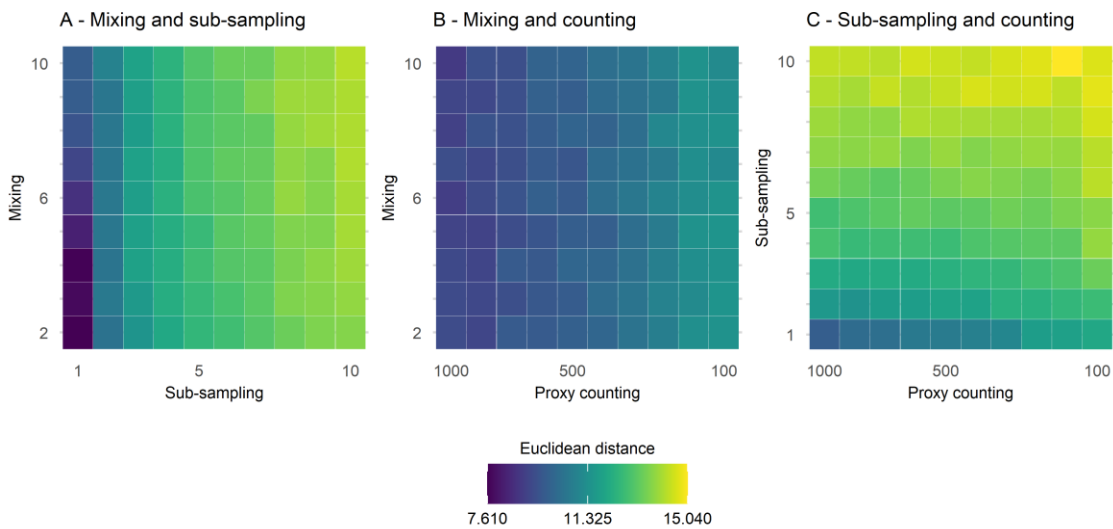 A - Mixing and sub-sampling
B - Mixing and counting
C - Sub-sampling and counting
10
6
2
Mixing
1
5
10
Sub-sampling
10
6
2
Mixing
1000
500
100
Proxy counting
10
5
1
Sub-sampling
1000
500
100
Proxy counting
Euclidean distance
7.610
11.325
15.040